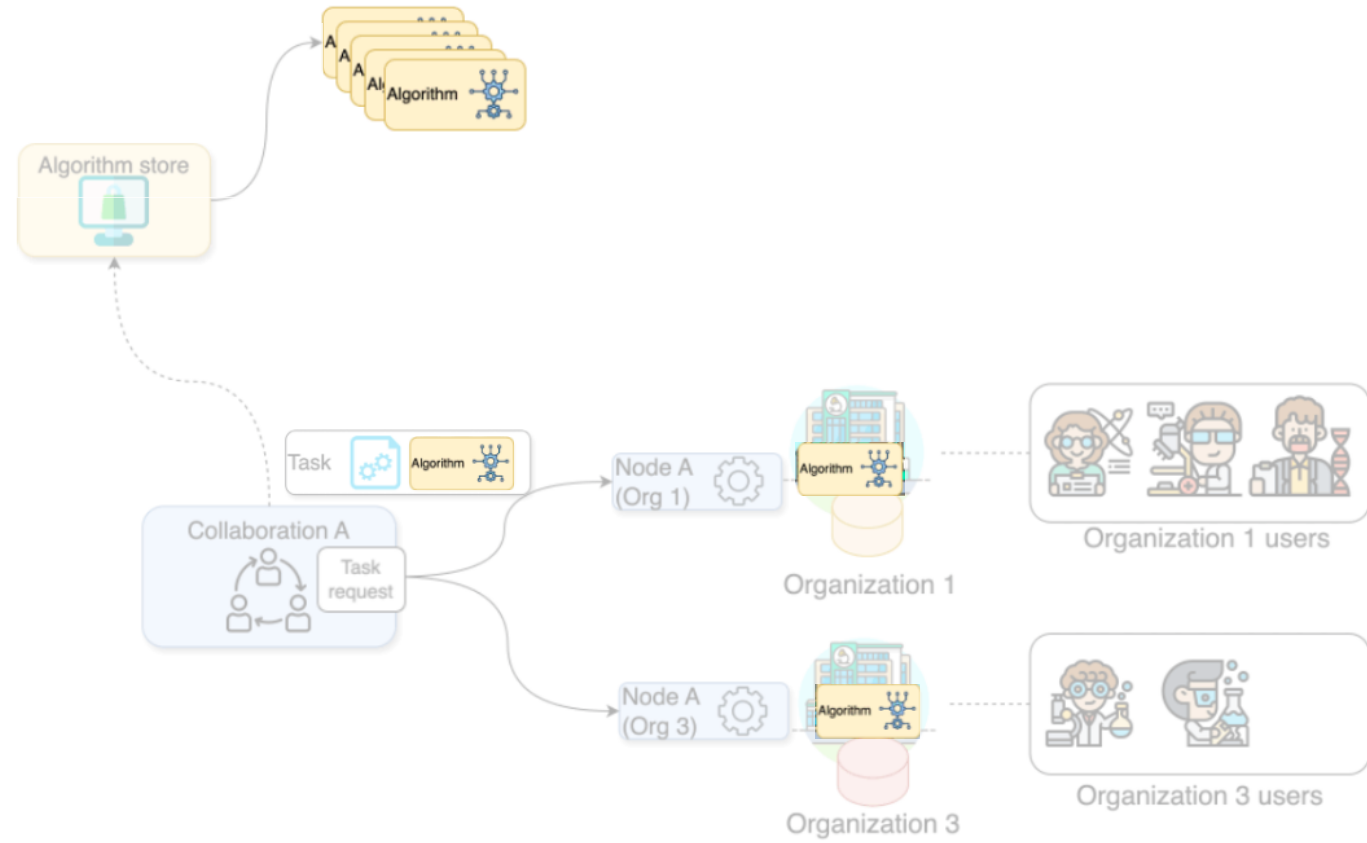 A
A
A
Al
Algorithm
Algorithm store
Task
Algorithm
Node A
(Org 1)
Algorithm
Collaboration A
Task
request
Organization 1 users
Organization 1
Node A
(Org 3)
Algorithm
Organization 3 users
Organization 3